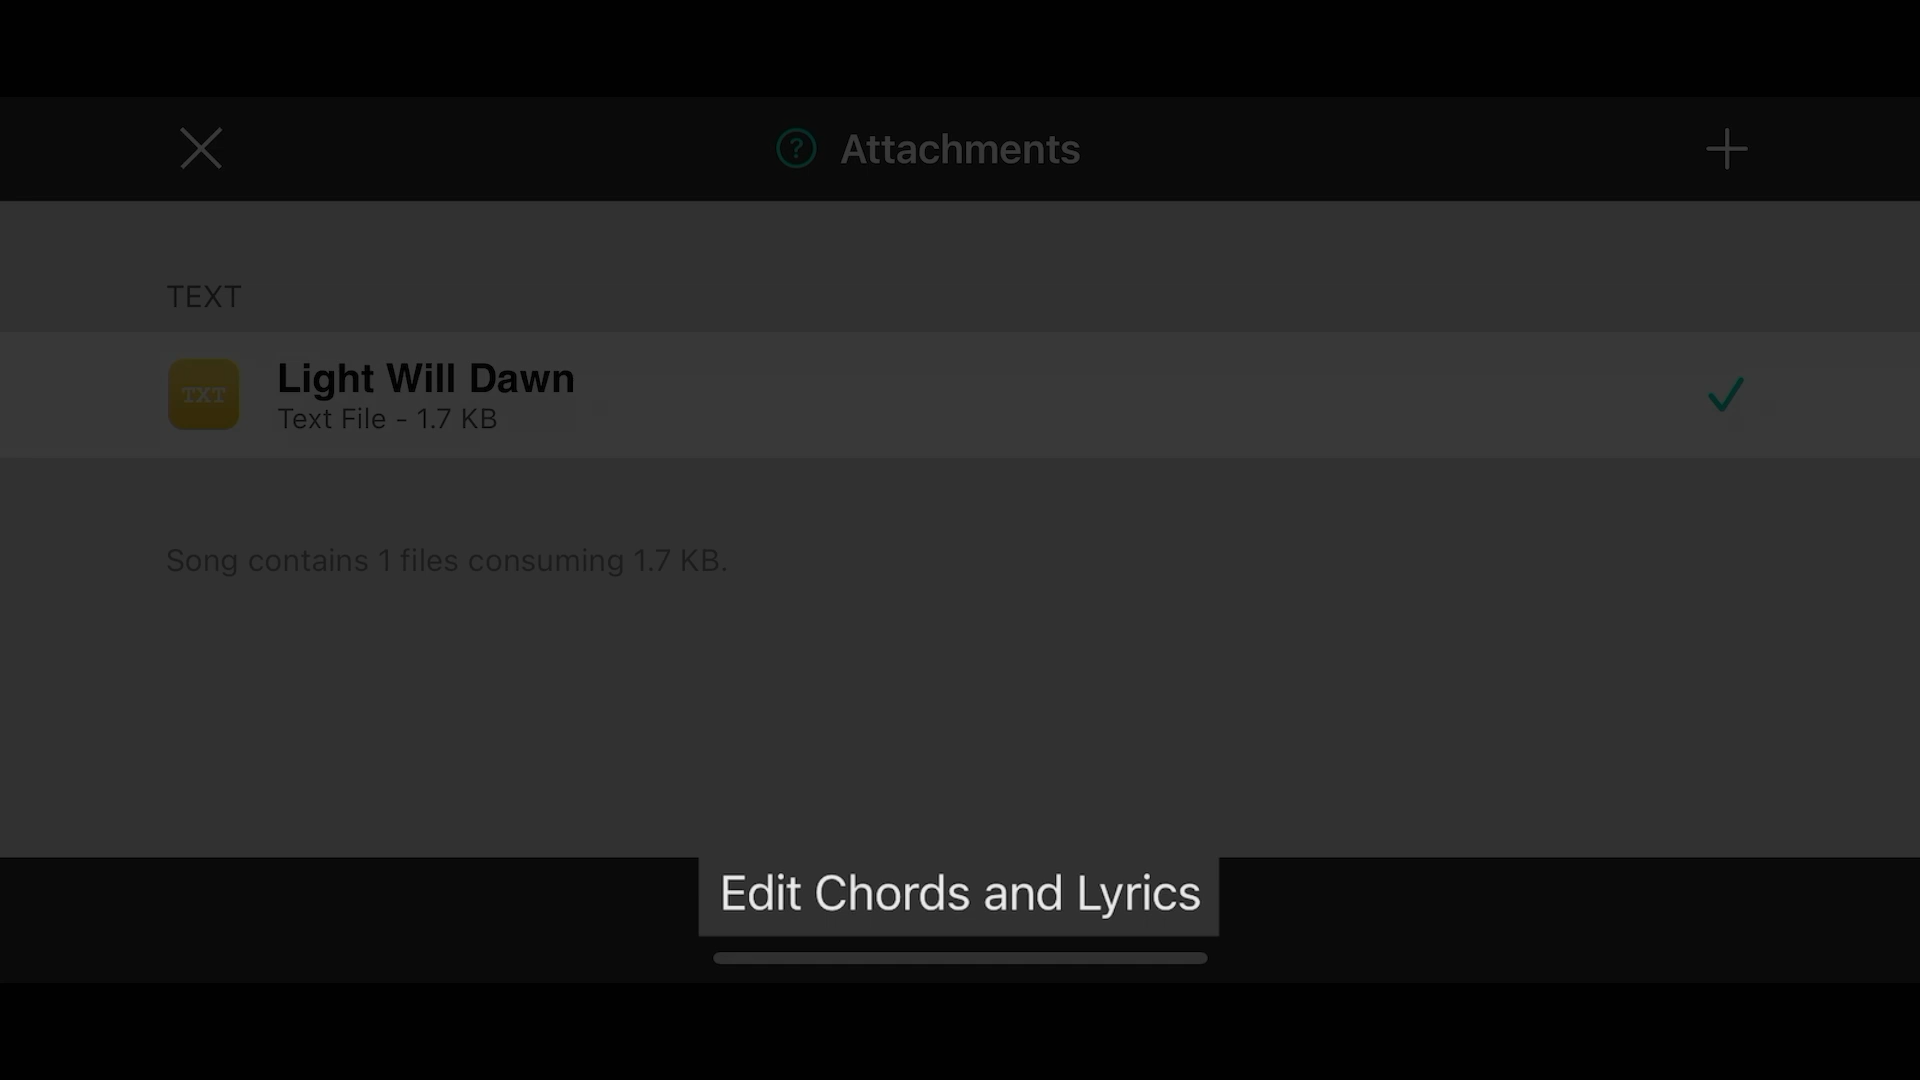 ? Attachments
TEXT
TXT
Light Will Dawn
Text File - 1.7 KB
Song contains 1 files consuming 1.7 KB.
Edit Chords and Lyrics